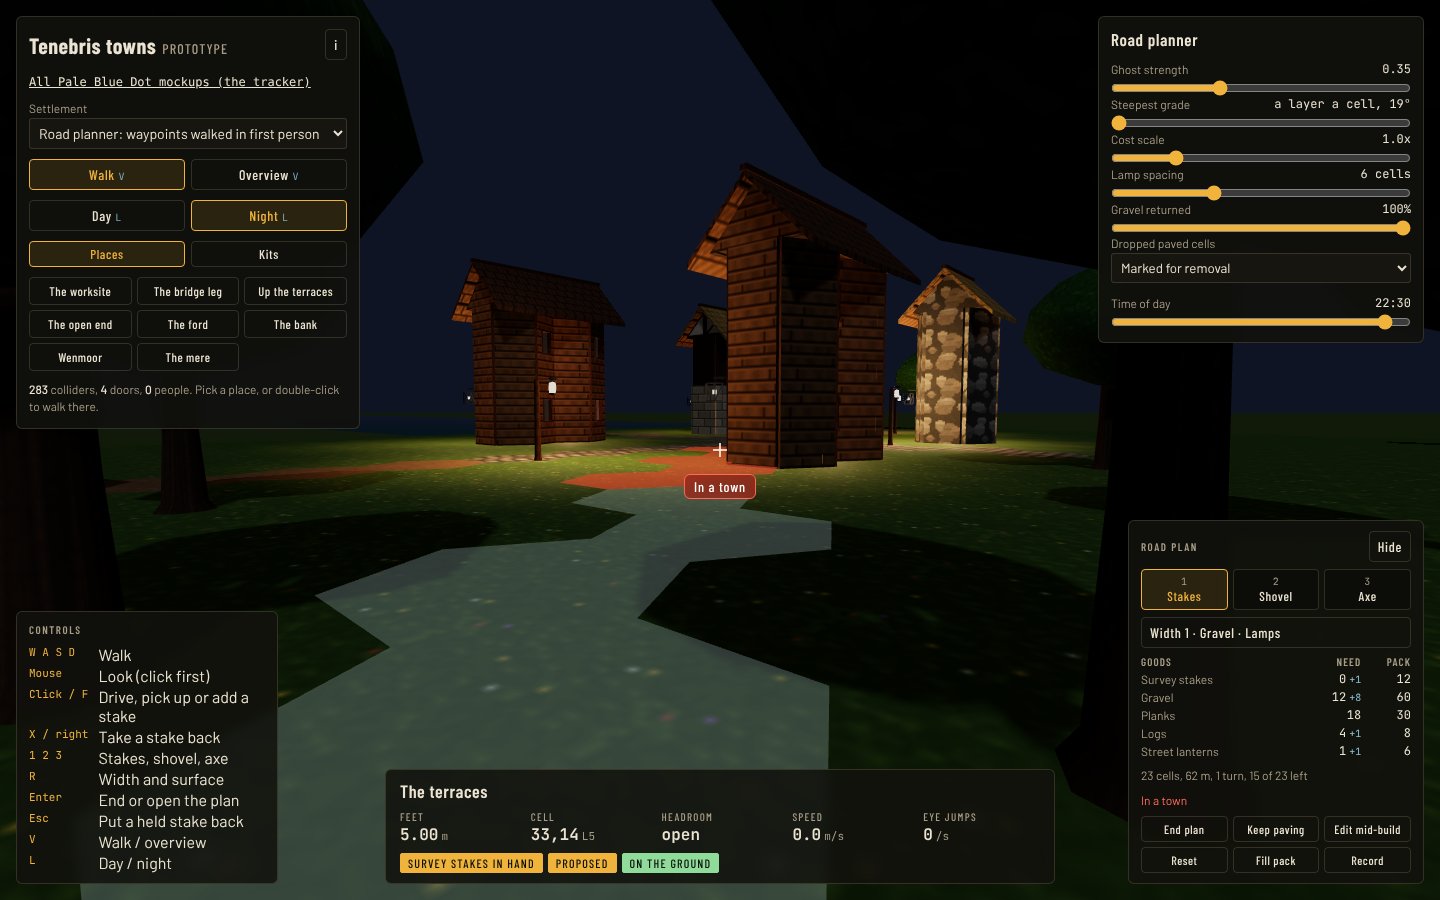 Tenebris towns PROTOTYPE
i
All Pale Blue Dot mockups (the tracker)
Settlement
Road planner: waypoints walked in first person
Walk V
Overview V
Day L
Night L
Places
Kits
The worksite
The bridge leg
Up the terraces
The open end
The ford
The bank
Wenmoor
The mere
283 colliders, 4 doors, 0 people. Pick a place, or double-click
to walk there.
Road planner
Ghost strength 0.35
Steepest grade a layer a cell, 19°
Cost scale 1.0x
Lamp spacing 6 cells
Gravel returned 100%
Dropped paved cells
Marked for removal
Time of day 22:30
In a town
CONTROLS
W A S D Walk
Mouse Look (click first)
Click / F Drive, pick up or add a
stake
X / right Take a stake back
1 2 3 Stakes, shovel, axe
R Width and surface
Enter End or open the plan
Esc Put a held stake back
V Walk / overview
L Day / night
The terraces
FEET CELL HEADROOM SPEED EYE JUMPS
5.00 m 33,14 L5 open 0.0 m/s 0 /s
SURVEY STAKES IN HAND PROPOSED ON THE GROUND
ROAD PLAN
Hide
1 2 3
Stakes Shovel Axe
Width 1 · Gravel · Lamps
GOODS NEED PACK
Survey stakes 0 +1 12
Gravel 12 +8 60
Planks 18 30
Logs 4 +1 8
Street lanterns 1 +1 6
23 cells, 62 m, 1 turn, 15 of 23 left
In a town
End plan Keep paving Edit mid-build
Reset Fill pack Record